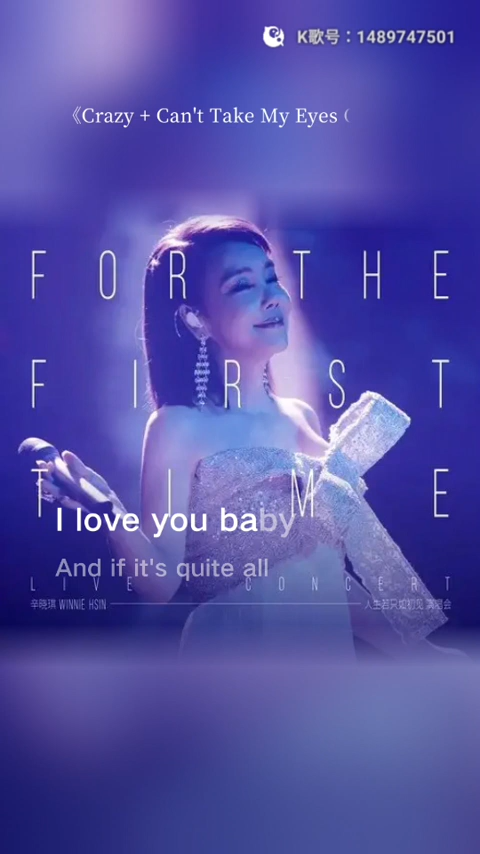 K歌号：1489747501
《Crazy + Can't Take My Eyes (
FOR THE
FIRST
TIME
I love you baby
And if it's quite all
LIVE CONCERT
辛晓琪 WINNIE HSIN
人生若只如初见 演唱会